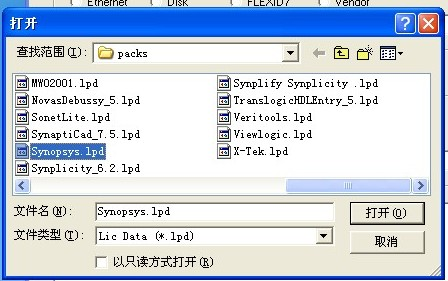 Ethernet Disk FLEXID7 Vendor
打开
查找范围(I): packs
MWO2001.lpd
NovasDebussy_5.lpd
SonetLite.lpd
SynaptiCad_7.5.lpd
Synopsys.lpd
Synplicity_6.2.lpd
Synplify Synplicity .lpd
TranslogicHDLEntry_5.lpd
Veritools.lpd
Viewlogic.lpd
X-Tek.lpd
文件名(N): Synopsys.lpd 打开(O)
文件类型(T): Lic Data (*.lpd) 取消
以只读方式打开(R)